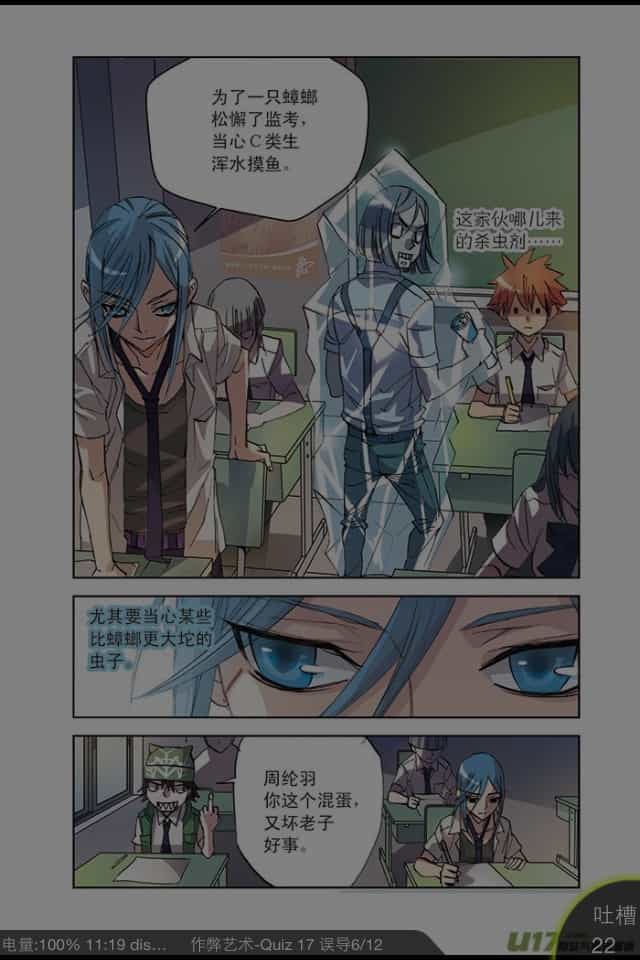 为了一只蟑螂
松懈了监考，
当心C类生
浑水摸鱼。
这家伙哪儿来
的杀虫剂……
尤其要当心某些
比蟑螂更大坨的
虫子。
周纶羽
你这个混蛋，
又坏老子
好事。
吐槽
22
电量:100% 11:19 dis...
作弊艺术-Quiz 17 误导6/12
U17